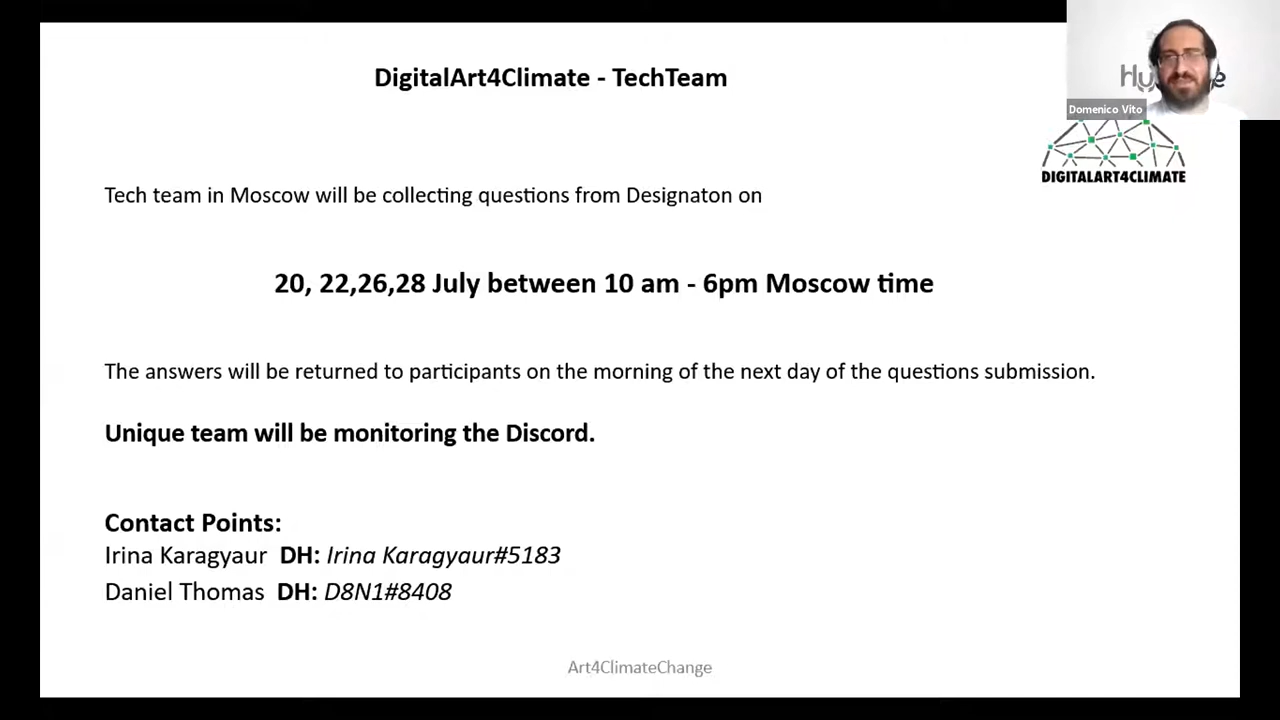 DigitalArt4Climate - TechTeam
Domenico Vito
DIGITALART4CLIMATE
Tech team in Moscow will be collecting questions from Designaton on
20, 22,26,28 July between 10 am - 6pm Moscow time
The answers will be returned to participants on the morning of the next day of the questions submission.
Unique team will be monitoring the Discord.
Contact Points:
Irina Karagyaur DH: Irina Karagyaur#5183
Daniel Thomas DH: D8N1#8408
Art4ClimateChange